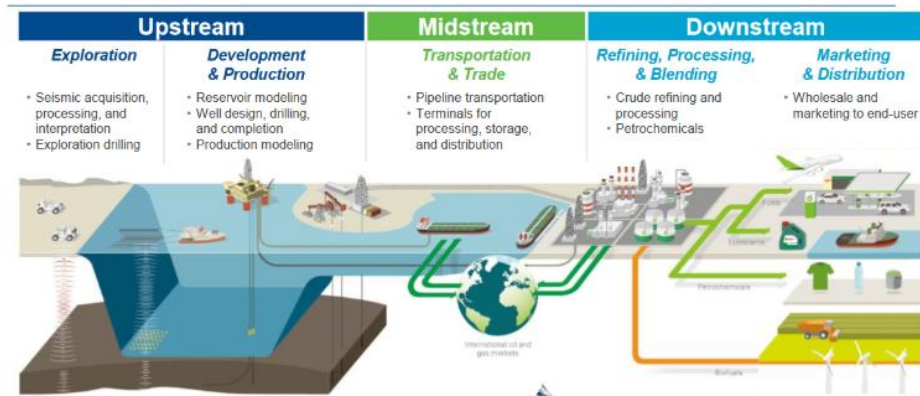 Upstream
Midstream
Downstream
Exploration
• Seismic acquisition,
processing, and
interpretation
• Exploration drilling
Development
& Production
• Reservoir modeling
• Well design, drilling,
and completion
• Production modeling
Transportation
& Trade
• Pipeline transportation
• Terminals for
processing, storage,
and distribution
Refining, Processing,
& Blending
• Crude refining and
processing
• Petrochemicals
Marketing
& Distribution
• Wholesale and
marketing to end-user
Fuels
Lubricants
Petrochemicals
International oil and
gas markets
Biofuels